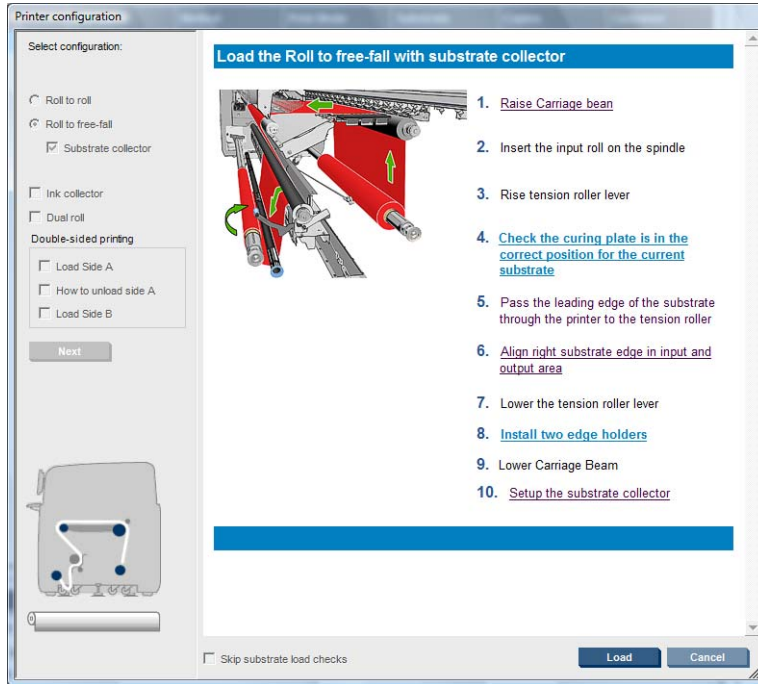 Printer configuration
Select configuration:
Roll to roll
Roll to free-fall
Substrate collector
Ink collector
Dual roll
Double-sided printing
Load Side A
How to unload side A
Load Side B
Next
Load the Roll to free-fall with substrate collector
1. Raise Carriage bean
2. Insert the input roll on the spindle
3. Rise tension roller lever
4. Check the curing plate is in the
correct position for the current
substrate
5. Pass the leading edge of the substrate
through the printer to the tension roller
6. Align right substrate edge in input and
output area
7. Lower the tension roller lever
8. Install two edge holders
9. Lower Carriage Beam
10. Setup the substrate collector
Skip substrate load checks
Load
Cancel